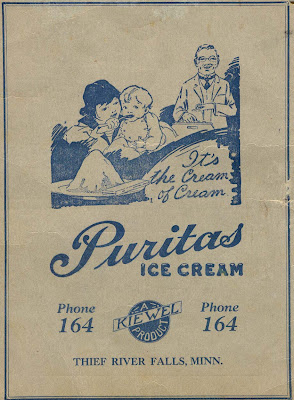 It's
the Cream
of Cream
Puritas
ICE CREAM
Phone
164
A
KIEWEL
PRODUCT
Phone
164
THIEF RIVER FALLS, MINN.